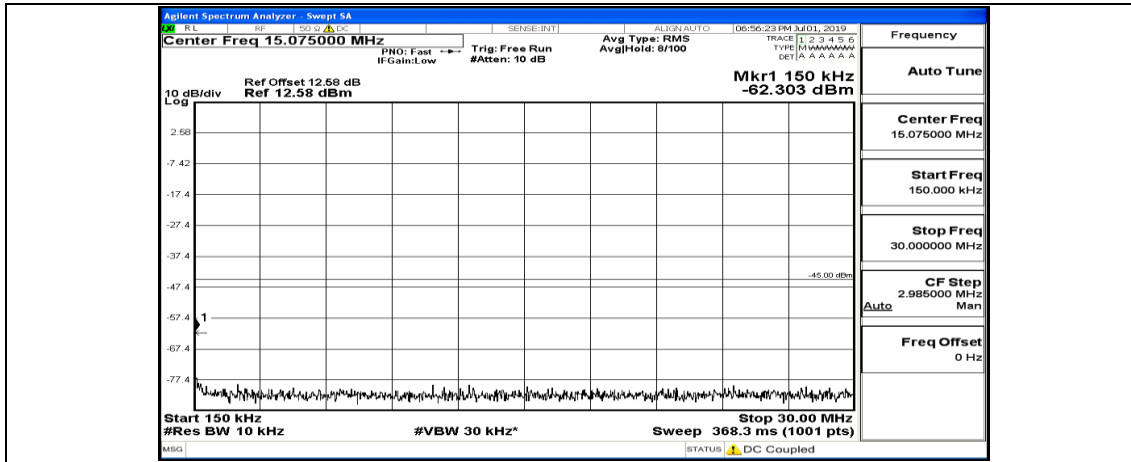 Agilent Spectrum Analyzer - Swept SA
LXI RL RF 50 Ω DC SENSE:INT ALIGN AUTO 06:56:23 PM Jul 01, 2019
Center Freq 15.075000 MHz
PNO: Fast
IFGain:Low
Trig: Free Run
#Atten: 10 dB
Avg Type: RMS
Avg|Hold: 8/100
TRACE 1 2 3 4 5 6
TYPE M WWWWW
DET A A A A A A
Ref Offset 12.58 dB
10 dB/div Ref 12.58 dBm
Log
Mkr1 150 kHz
-62.303 dBm
2.58
-7.42
-17.4
-27.4
-37.4
-47.4
-57.4
-67.4
-77.4
-45.00 dBm
1
Start 150 kHz Stop 30.00 MHz
#Res BW 10 kHz #VBW 30 kHz* Sweep 368.3 ms (1001 pts)
MSG STATUS DC Coupled
Frequency
Auto Tune
Center Freq
15.075000 MHz
Start Freq
150.000 kHz
Stop Freq
30.000000 MHz
CF Step
2.985000 MHz
Auto Man
Freq Offset
0 Hz